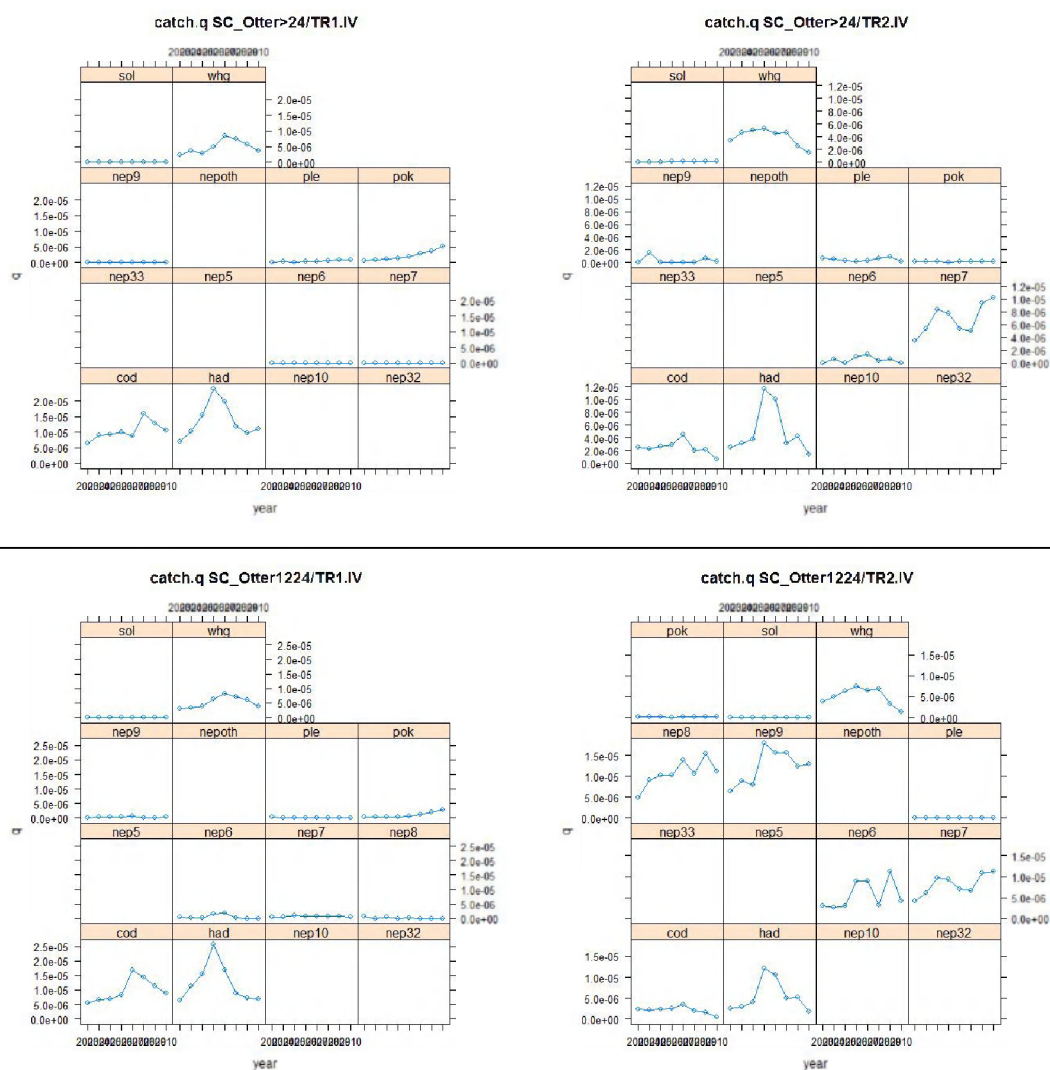 catch.q SC_Otter>24/TR1.IV
sol whg
2.0e-05
1.5e-05
1.0e-05
5.0e-06
0.0e+00
nep9 nepoth ple pok
2.0e-05
1.5e-05
1.0e-05
5.0e-06
0.0e+00
q
nep33 nep5 nep6 nep7
2.0e-05
1.5e-05
1.0e-05
5.0e-06
0.0e+00
cod had nep10 nep32
2.0e-05
1.5e-05
1.0e-05
5.0e-06
0.0e+00
year
catch.q SC_Otter>24/TR2.IV
sol whg
1.2e-05
1.0e-05
8.0e-06
6.0e-06
4.0e-06
2.0e-06
0.0e+00
nep9 nepoth ple pok
1.2e-05
1.0e-05
8.0e-06
6.0e-06
4.0e-06
2.0e-06
0.0e+00
q
nep33 nep5 nep6 nep7
1.2e-05
1.0e-05
8.0e-06
6.0e-06
4.0e-06
2.0e-06
0.0e+00
cod had nep10 nep32
1.2e-05
1.0e-05
8.0e-06
6.0e-06
4.0e-06
2.0e-06
0.0e+00
year
catch.q SC_Otter1224/TR1.IV
sol whg
2.5e-05
2.0e-05
1.5e-05
1.0e-05
5.0e-06
0.0e+00
nep9 nepoth ple pok
2.5e-05
2.0e-05
1.5e-05
1.0e-05
5.0e-06
0.0e+00
q
nep5 nep6 nep7 nep8
2.5e-05
2.0e-05
1.5e-05
1.0e-05
5.0e-06
0.0e+00
cod had nep10 nep33
2.5e-05
2.0e-05
1.5e-05
1.0e-05
5.0e-06
0.0e+00
year
catch.q SC_Otter1224/TR2.IV
pok sol whg
1.5e-05
1.0e-05
5.0e-06
0.0e+00
nep8 nep9 nepoth ple
1.5e-05
1.0e-05
5.0e-06
0.0e+00
q
nep33 nep5 nep6 nep7
1.5e-05
1.0e-05
5.0e-06
0.0e+00
cod had nep10 nep32
1.5e-05
1.0e-05
5.0e-06
0.0e+00
year